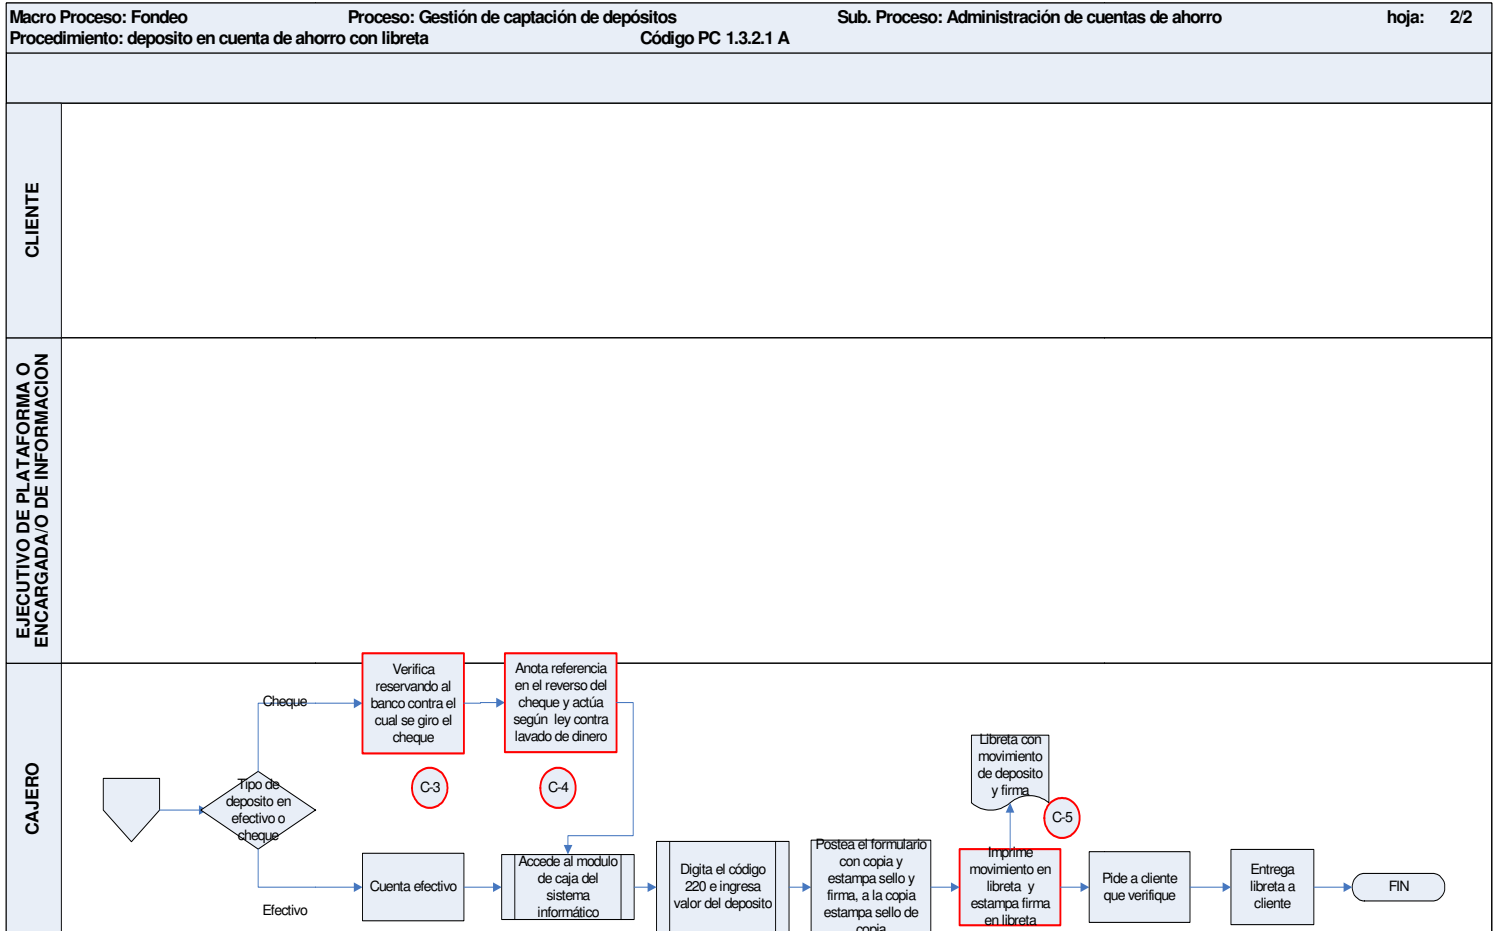 Macro Proceso: Fondeo Proceso: Gestión de captación de depósitos Sub. Proceso: Administración de cuentas de ahorro hoja: 2/2
Procedimiento: deposito en cuenta de ahorro con libreta Código PC 1.3.2.1 A
CLIENTE
EJECUTIVO DE PLATAFORMA O
ENCARGADA/O DE INFORMACION
CAJERO
Tipo de
deposito en
efectivo o
cheque
Cheque
Verifica
reservando al
banco contra el
cual se giro el
cheque
C-3
Anota referencia
en el reverso del
cheque y actúa
según ley contra
lavado de dinero
C-4
Efectivo
Cuenta efectivo
Accede al modulo
de caja del
sistema
informático
Digita el código
220 e ingresa
valor del deposito
Postea el formulario
con copia y
estampa sello y
firma, a la copia
estampa sello de
copia
Imprime
movimiento en
libreta y
estampa firma
en libreta
Libreta con
movimiento
de deposito
y firma
C-5
Pide a cliente
que verifique
Entrega
libreta a
cliente
FIN